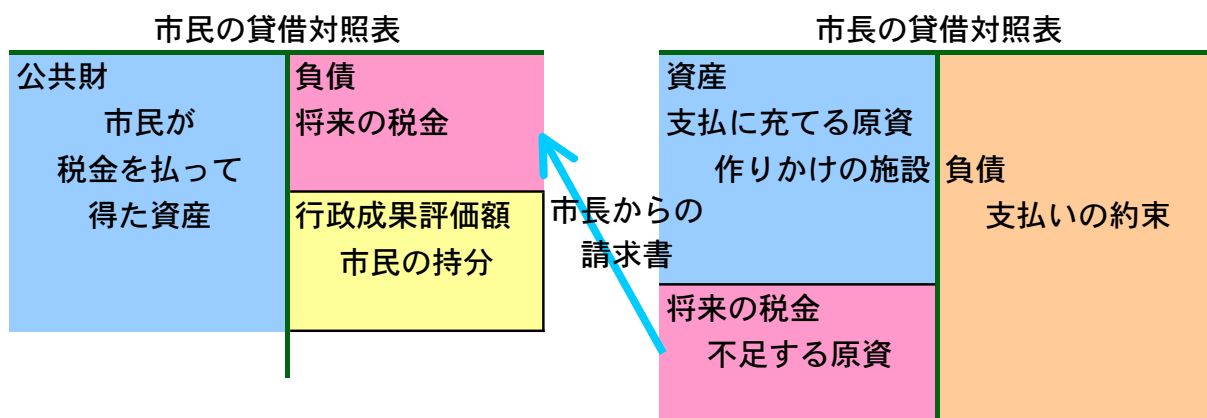 市民の貸借対照表
公共財
市民が
税金を払って
得た資産
負債
将来の税金
行政成果評価額
市民の持分
市長からの
請求書
市長の貸借対照表
資産
支払に充てる原資
作りかけの施設
将来の税金
不足する原資
負債
支払いの約束